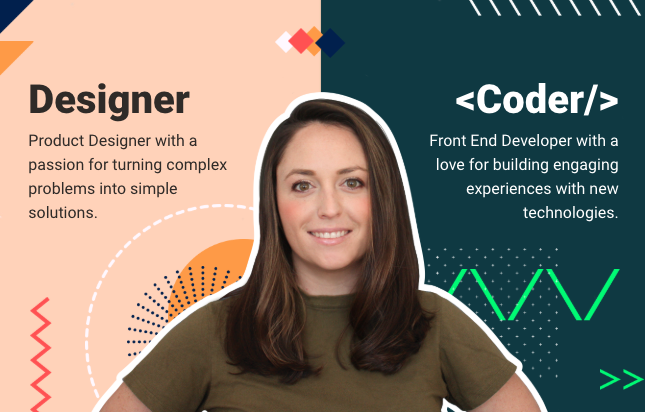 Designer
Product Designer with a
passion for turning complex
problems into simple
solutions.
<Coder/>
Front End Developer with a
love for building engaging
experiences with new
technologies.
>>